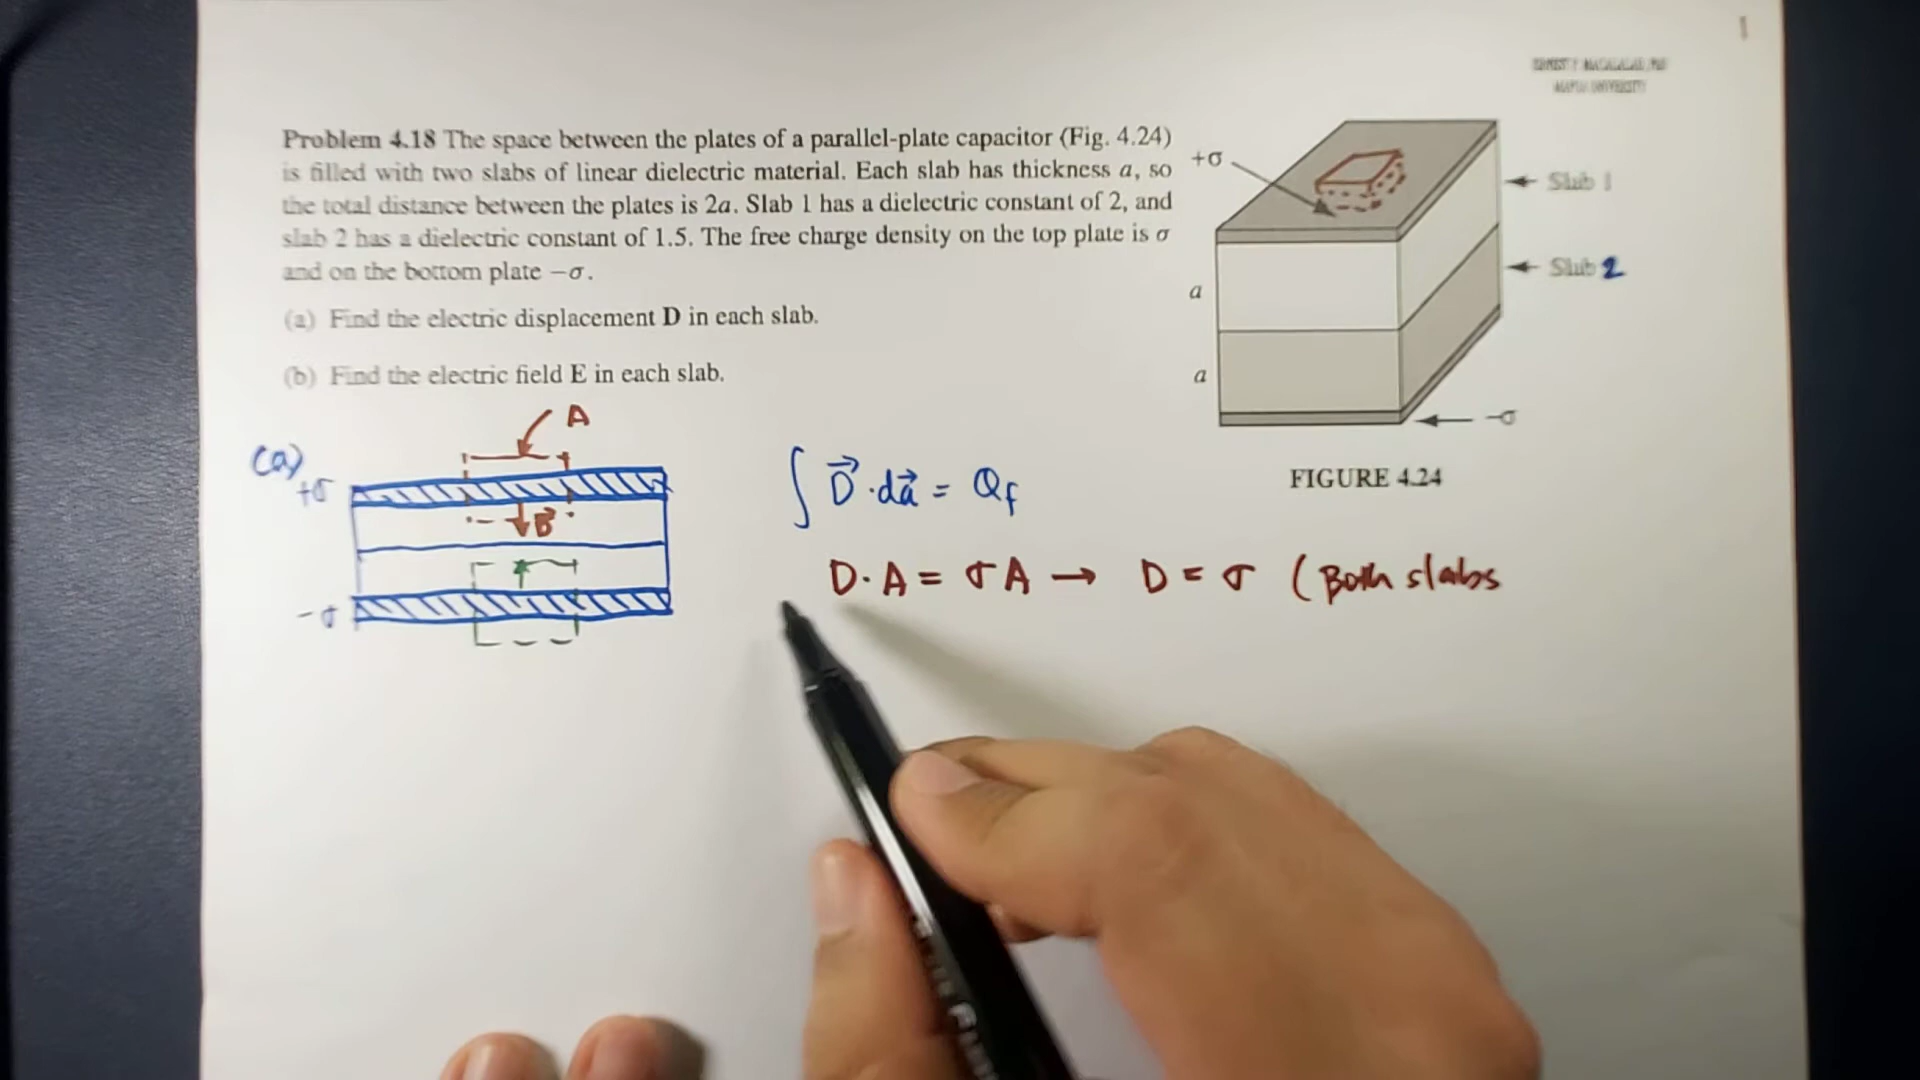 1
MAPUA UNIVERSITY
Problem 4.18 The space between the plates of a parallel-plate capacitor (Fig. 4.24)
is filled with two slabs of linear dielectric material. Each slab has thickness a, so
the total distance between the plates is 2a. Slab 1 has a dielectric constant of 2, and
slab 2 has a dielectric constant of 1.5. The free charge density on the top plate is σ
and on the bottom plate −σ.
(a) Find the electric displacement D in each slab.
(b) Find the electric field E in each slab.
+σ
Slab 1
Slab 2
a
a
−σ
FIGURE 4.24
(a)
A
+σ
−σ
∫ D⃗ · da⃗ = Q_f
D · A = σA → D = σ (Both slabs